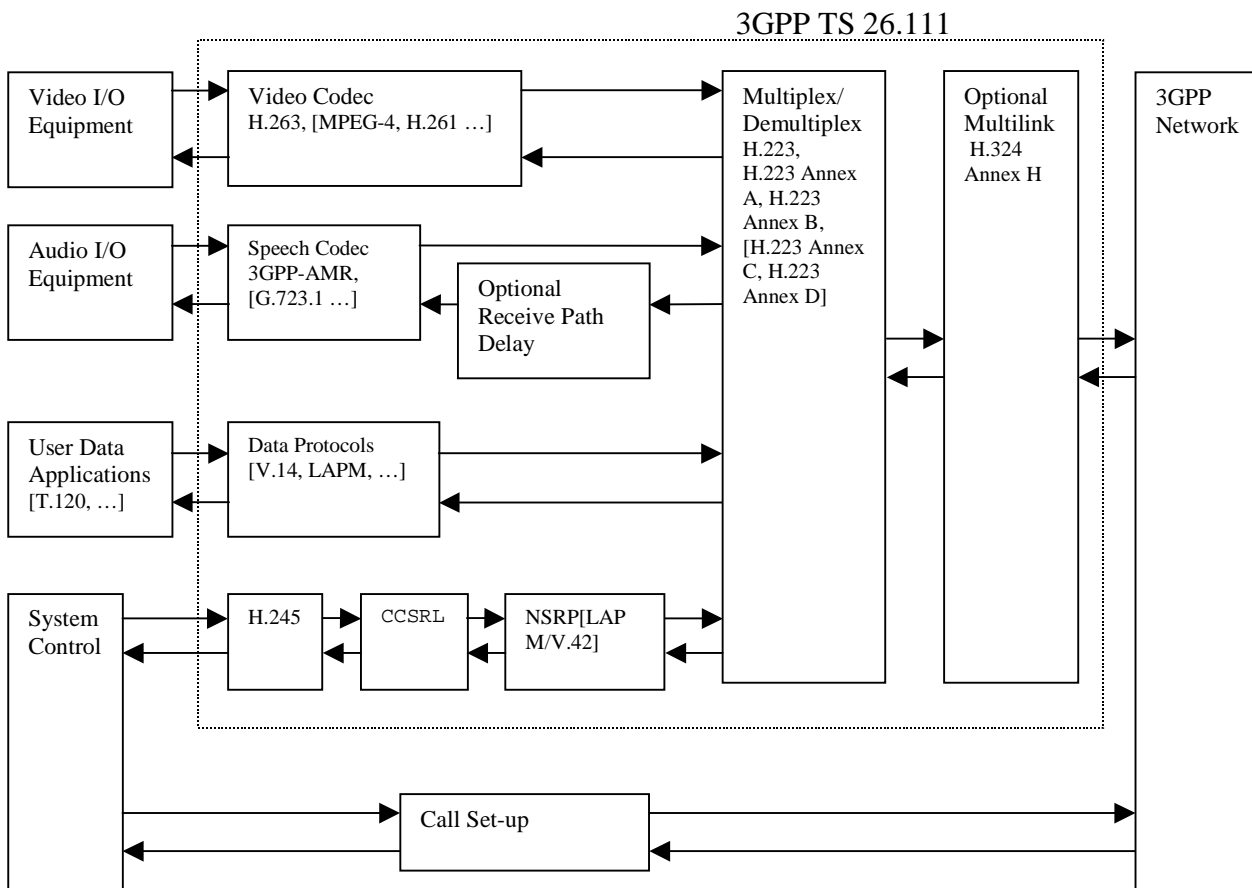 3GPP TS 26.111
Video I/O
Equipment
Video Codec
H.263, [MPEG-4, H.261 …]
Multiplex/
Demultiplex
H.223,
H.223 Annex
A, H.223
Annex B,
[H.223 Annex
C, H.223
Annex D]
Optional
Multilink
H.324
Annex H
3GPP
Network
Audio I/O
Equipment
Speech Codec
3GPP-AMR,
[G.723.1 …]
Optional
Receive Path
Delay
User Data
Applications
[T.120, …]
Data Protocols
[V.14, LAPM, …]
System
Control
H.245
CCSRL
NSRP[LAP
M/V.42]
Call Set-up